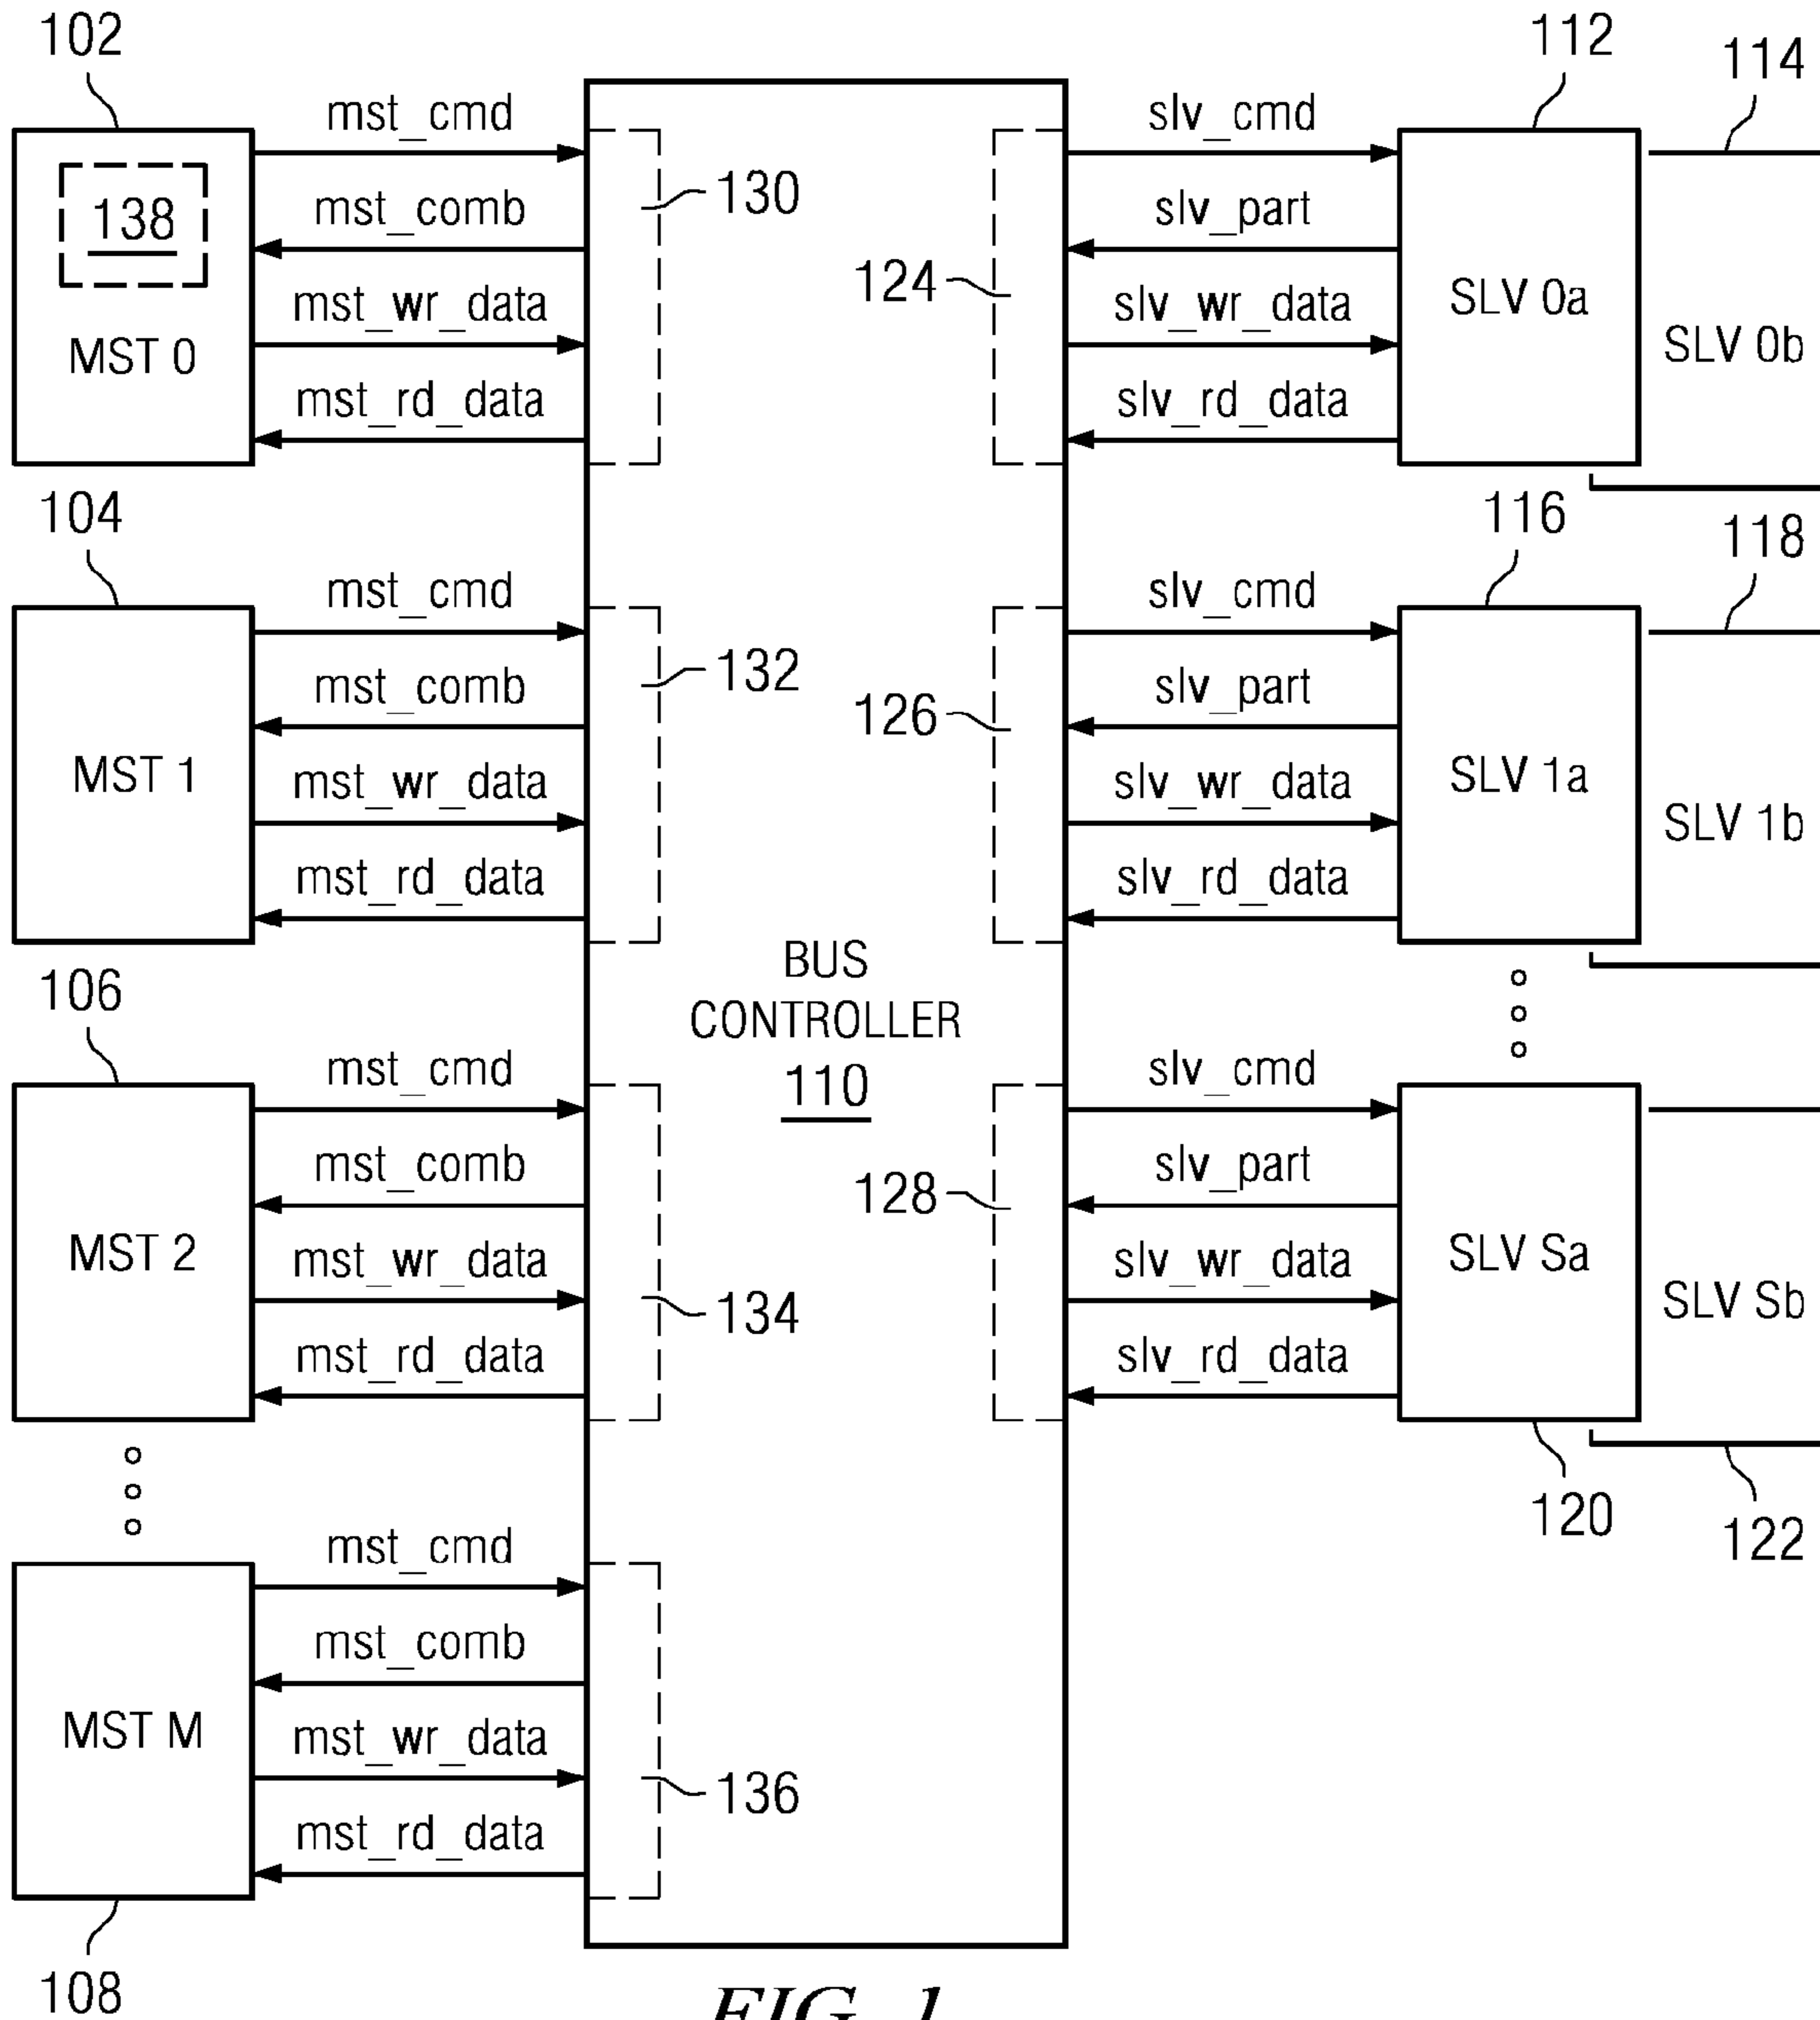 102
112
114
mst_cmd
slv_cmd
130
138
mst_comb
slv_part
124
mst_wr_data
slv_wr_data
SLV 0a
MST 0
SLV 0b
mst_rd_data
slv_rd_data
104
116
118
mst_cmd
slv_cmd
132
mst_comb
slv_part
126
MST 1
mst_wr_data
slv_wr_data
SLV 1a
SLV 1b
mst_rd_data
slv_rd_data
BUS
CONTROLLER
110
106
mst_cmd
slv_cmd
mst_comb
slv_part
128
MST 2
mst_wr_data
slv_wr_data
SLV Sa
SLV Sb
134
mst_rd_data
slv_rd_data
120
122
mst_cmd
mst_comb
MST M
mst_wr_data
136
mst_rd_data
108
FIG. 1